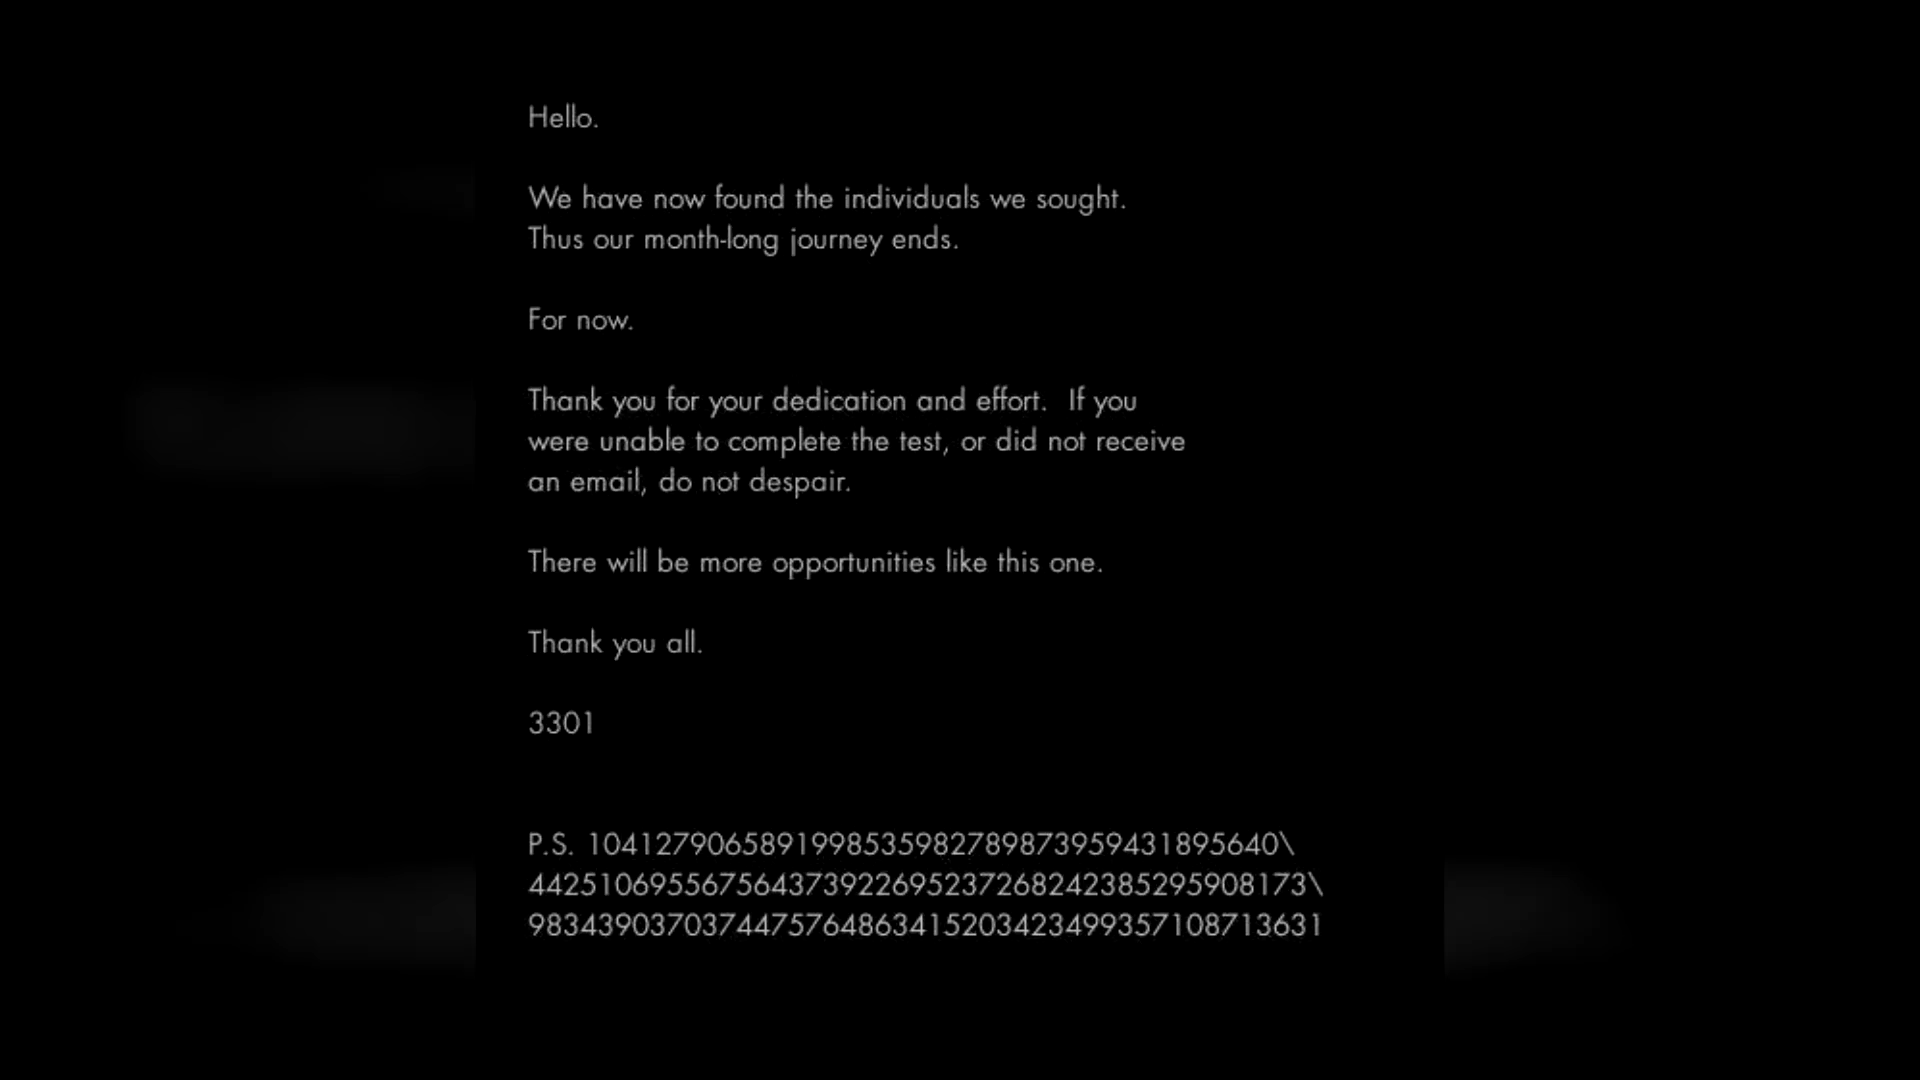 Hello.
We have now found the individuals we sought.
Thus our month-long journey ends.
For now.
Thank you for your dedication and effort.  If you
were unable to complete the test, or did not receive
an email, do not despair.
There will be more opportunities like this one.
Thank you all.
3301
P.S. 10412790658919985359827898739594318956404\
442510695567564373922695237268242385295908173\
9834390370374475764863415203423499357108713631